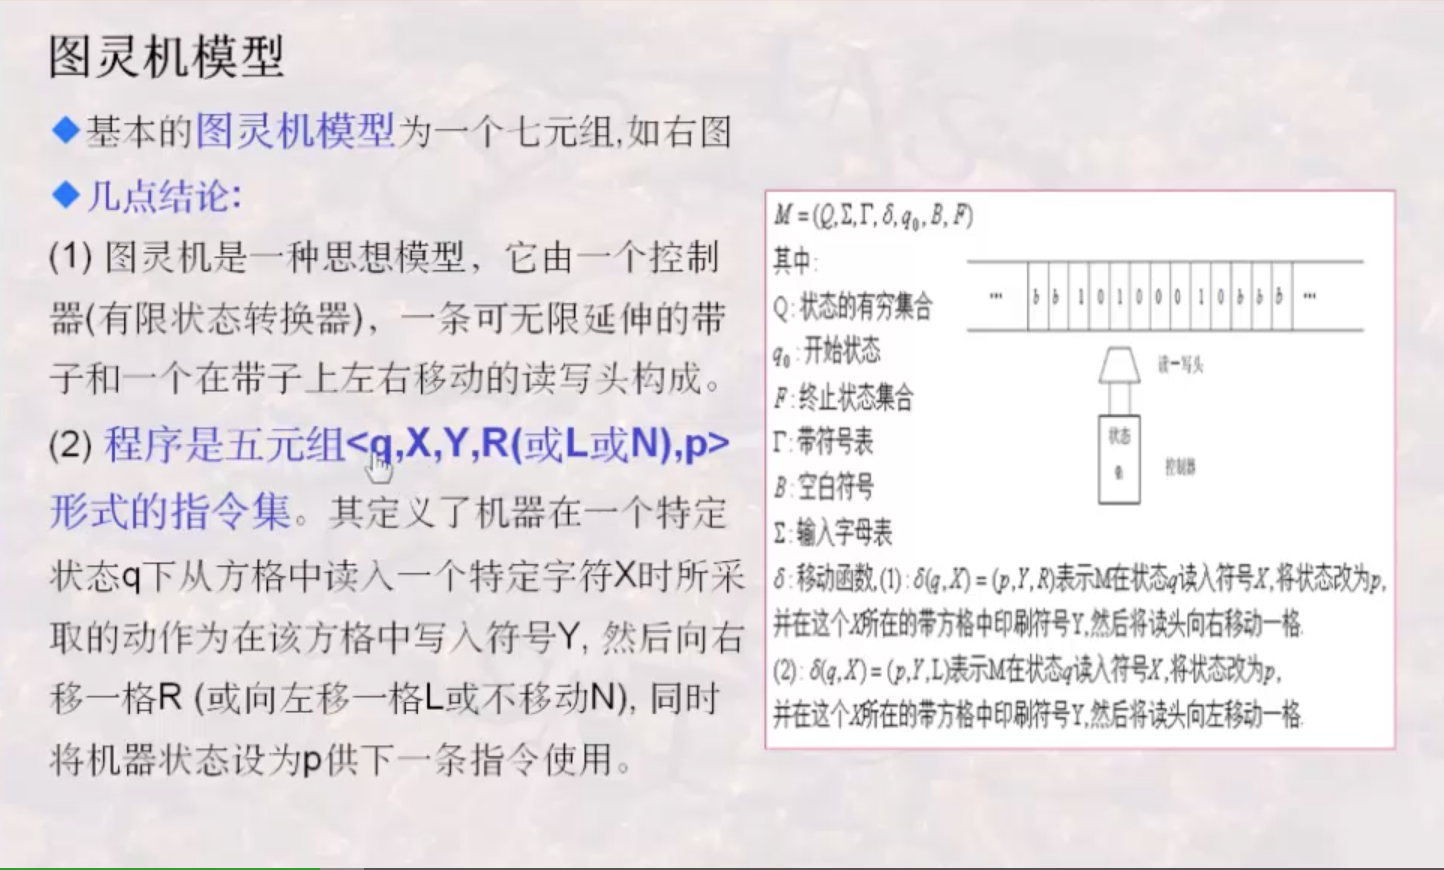 图灵机模型
◆基本的图灵机模型为一个七元组,如右图
◆几点结论:
(1) 图灵机是一种思想模型，它由一个控制
器(有限状态转换器)，一条可无限延伸的带
子和一个在带子上左右移动的读写头构成。
(2) 程序是五元组<q,X,Y,R(或L或N),p>
形式的指令集。其定义了机器在一个特定
状态q下从方格中读入一个特定字符X时所采
取的动作为在该方格中写入符号Y, 然后向右
移一格R (或向左移一格L或不移动N), 同时
将机器状态设为p供下一条指令使用。
M = (Q,Σ,Γ,δ,q₀,B,F)
其中:
Q:状态的有穷集合
q₀:开始状态
F:终止状态集合
Γ:带符号表
B:空白符号
Σ:输入字母表
δ:移动函数,(1):δ(q,X) = (p,Y,R)表示M在状态q读入符号X,将状态改为p,
并在这个X所在的带方格中印刷符号Y,然后将读头向右移动一格.
(2): δ(q,X) = (p,Y,L)表示M在状态q读入符号X,将状态改为p,
并在这个X所在的带方格中印刷符号Y,然后将读头向左移动一格.
··· b b 1 0 1 0 0 0 1 0 b b b ···
读一写头
状态
控制器